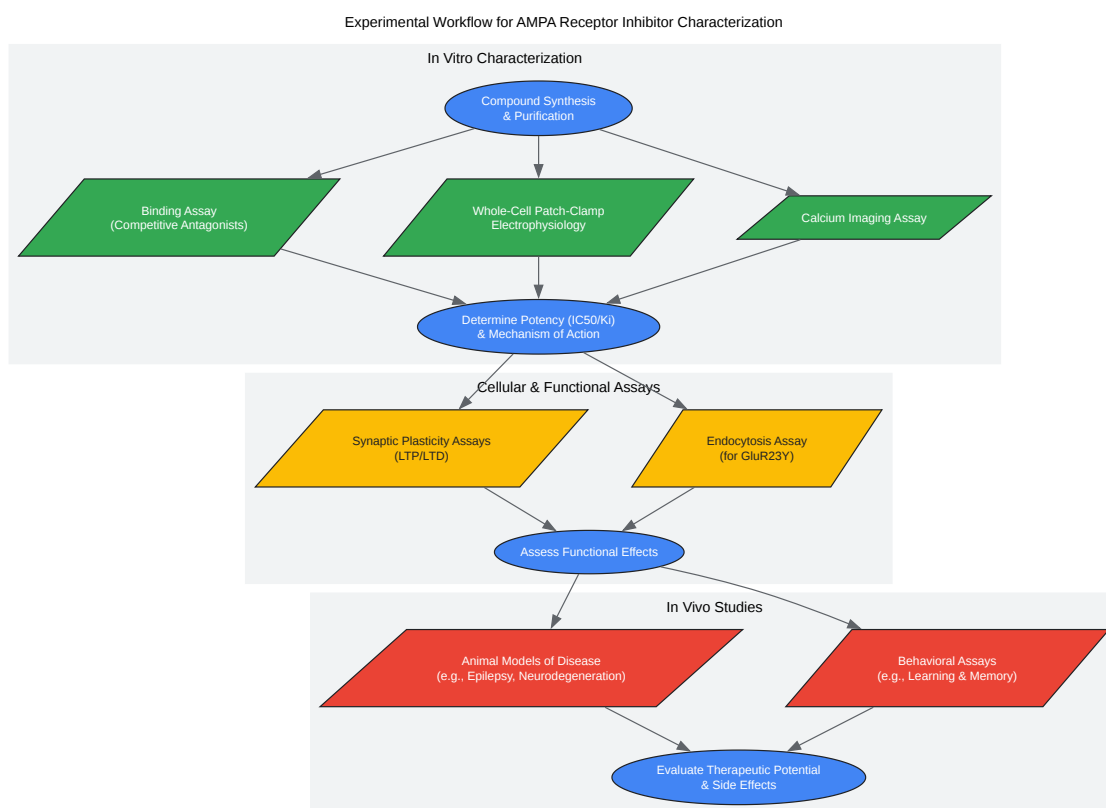 Experimental Workflow for AMPA Receptor Inhibitor Characterization
In Vitro Characterization
Compound Synthesis
& Purification
Binding Assay
(Competitive Antagonists)
Whole-Cell Patch-Clamp
Electrophysiology
Calcium Imaging Assay
Determine Potency (IC50/Ki)
& Mechanism of Action
Cellular & Functional Assays
Synaptic Plasticity Assays
(LTP/LTD)
Endocytosis Assay
(for GluR23Y)
Assess Functional Effects
In Vivo Studies
Animal Models of Disease
(e.g., Epilepsy, Neurodegeneration)
Behavioral Assays
(e.g., Learning & Memory)
Evaluate Therapeutic Potential
& Side Effects